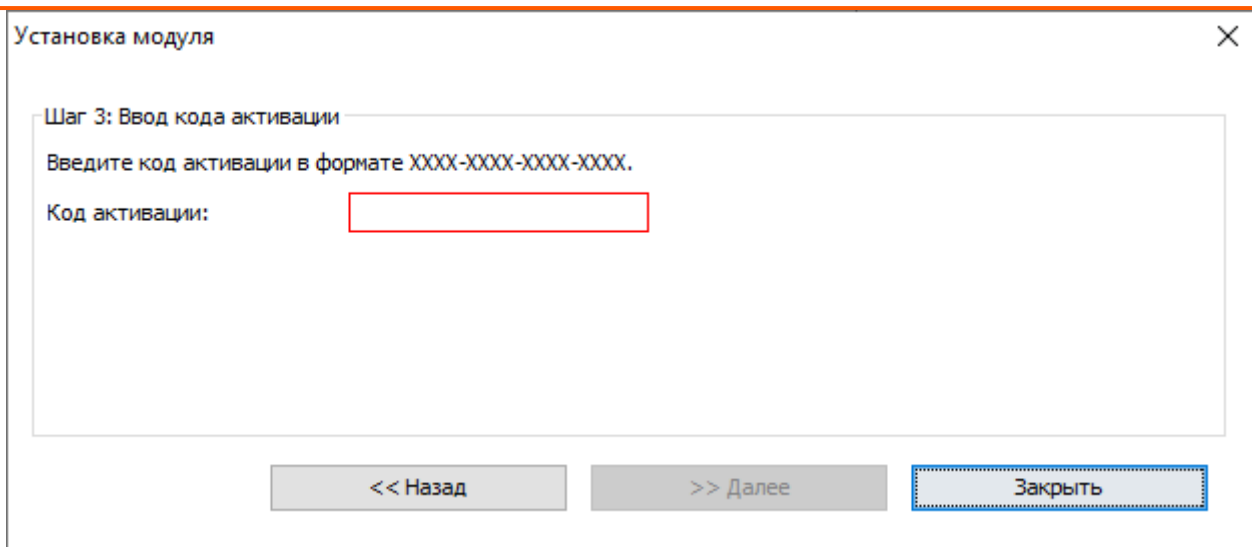 Установка модуля
Шаг 3: Ввод кода активации
Введите код активации в формате XXXX-XXXX-XXXX-XXXX.
Код активации:
<< Назад
>> Далее
Закрыть